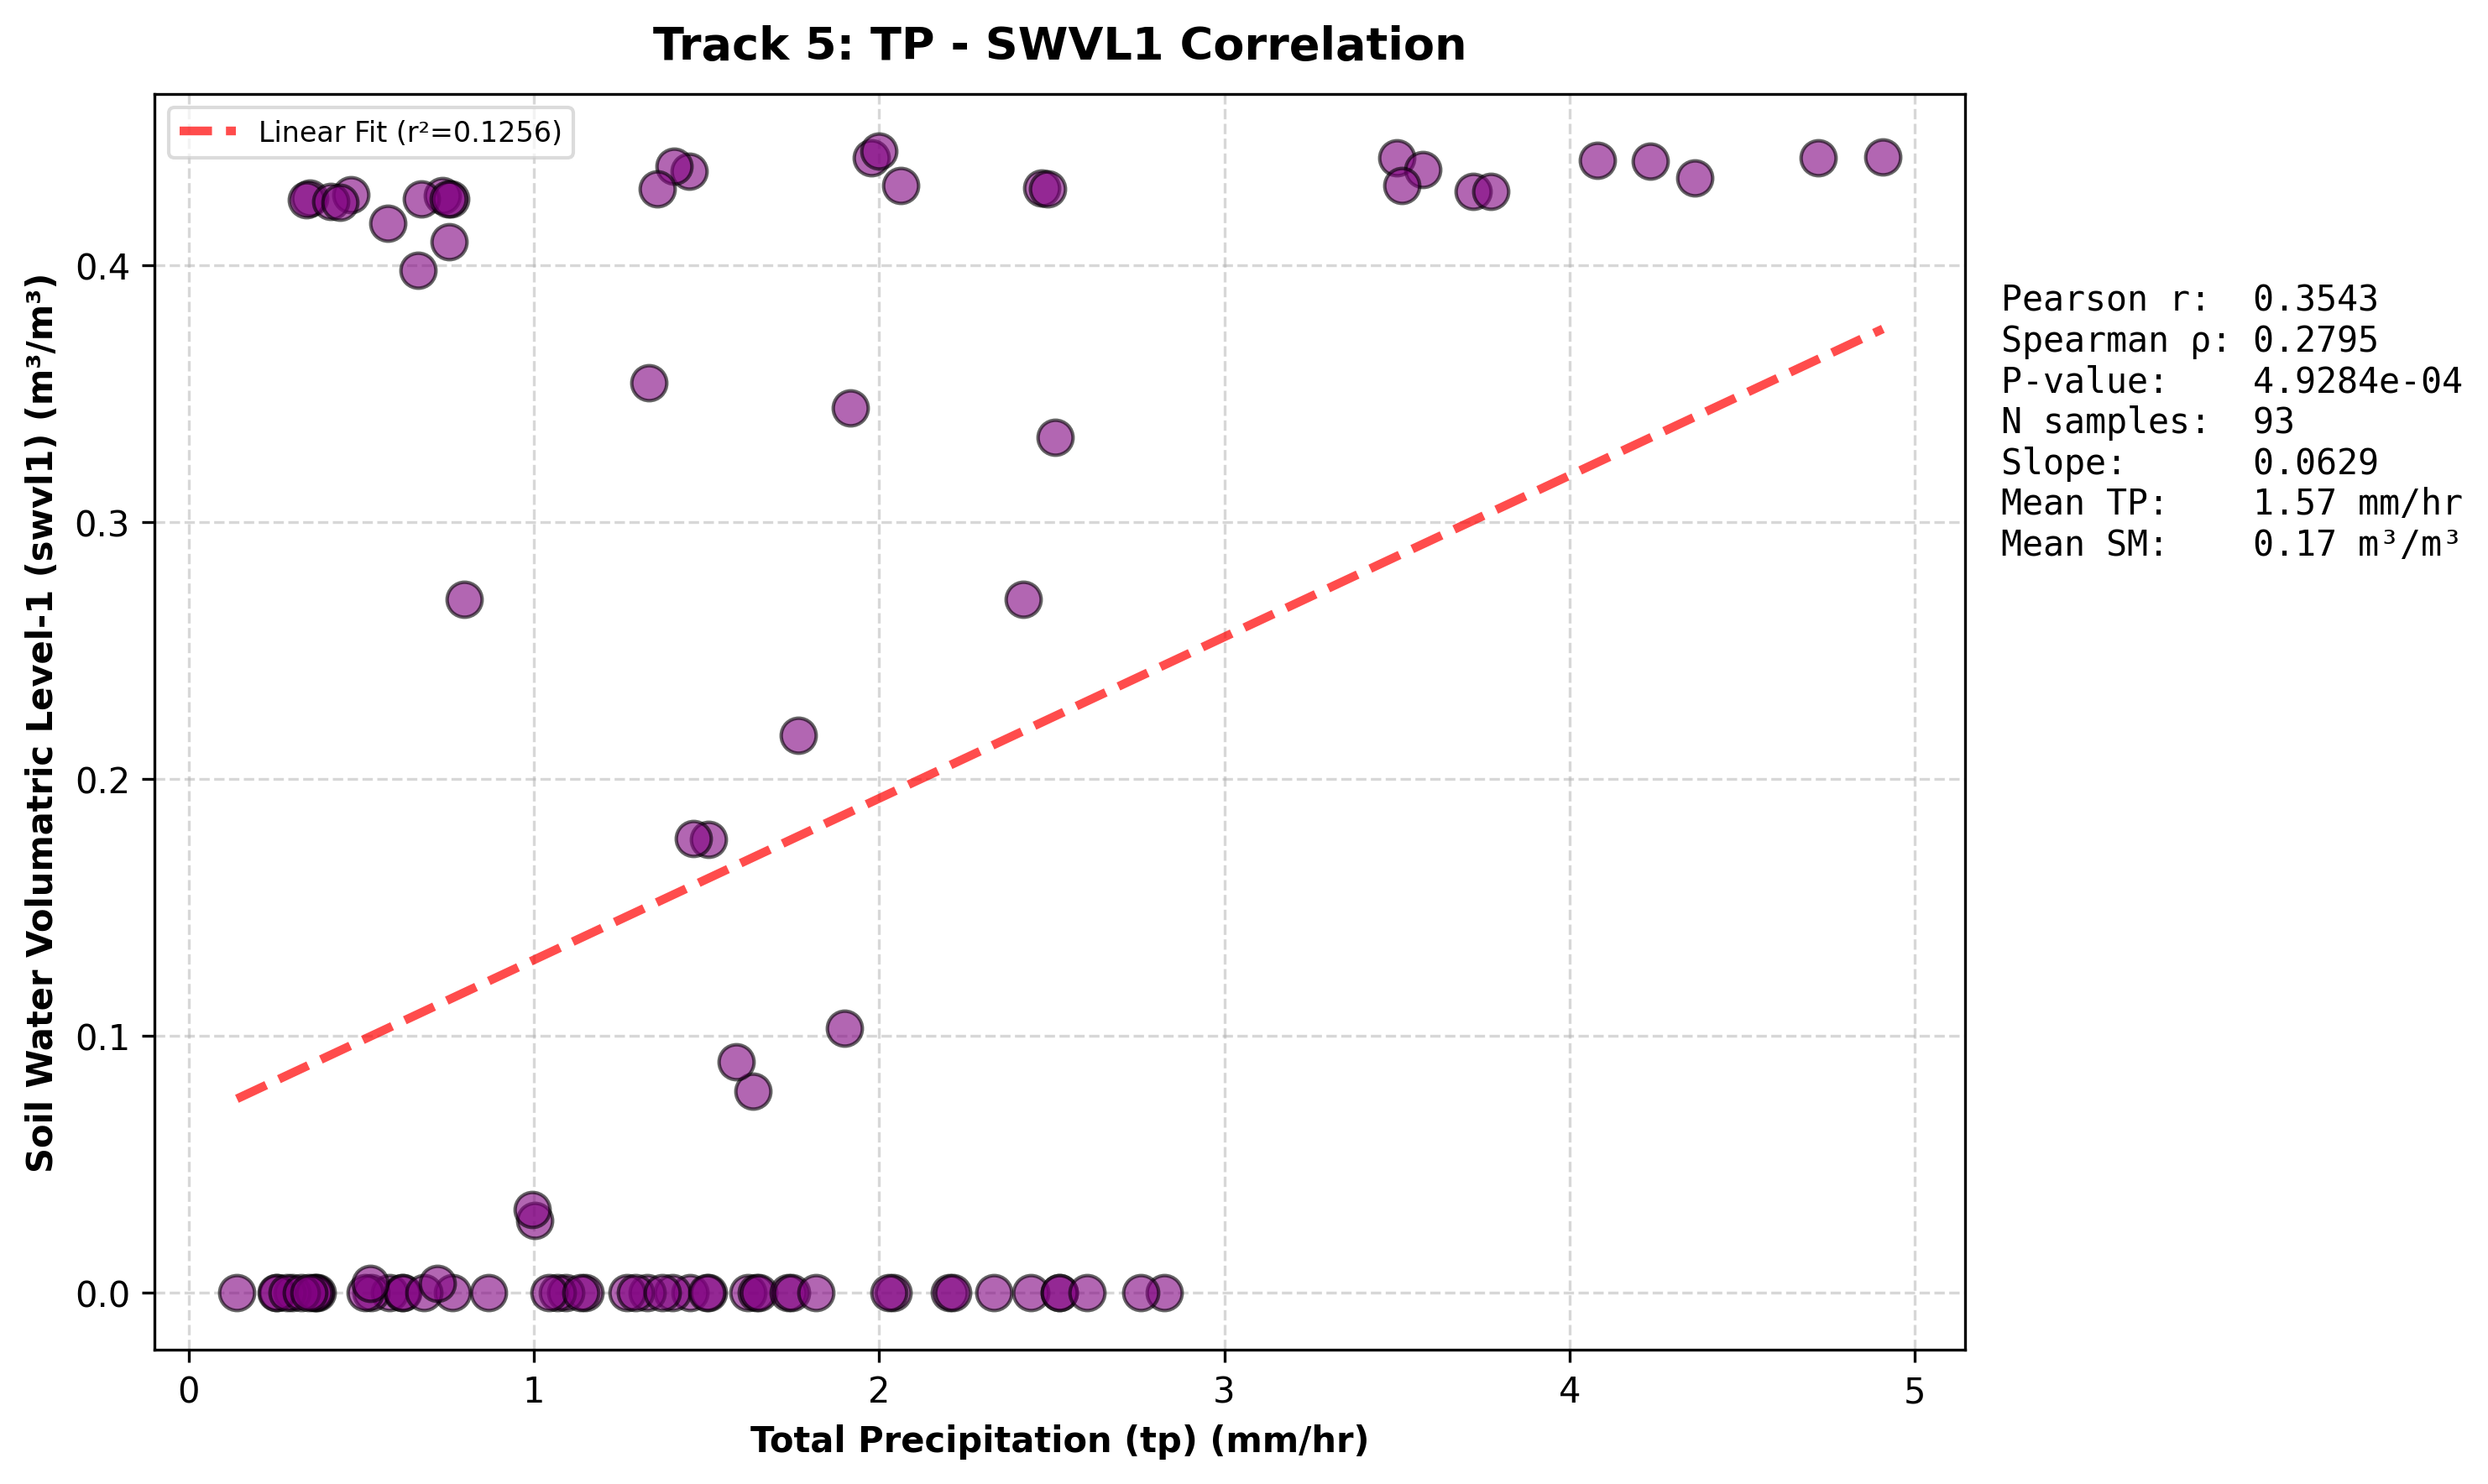 Track 5: TP - SWVL1 Correlation
Linear Fit (r²=0.1256)
Soil Water Volumatric Level-1 (swvl1) (m³/m³)
0.4
0.3
0.2
0.1
0.0
0 1 2 3 4 5
Total Precipitation (tp) (mm/hr)
Pearson r: 0.3543
Spearman ρ: 0.2795
P-value: 4.9284e-04
N samples: 93
Slope: 0.0629
Mean TP: 1.57 mm/hr
Mean SM: 0.17 m³/m³